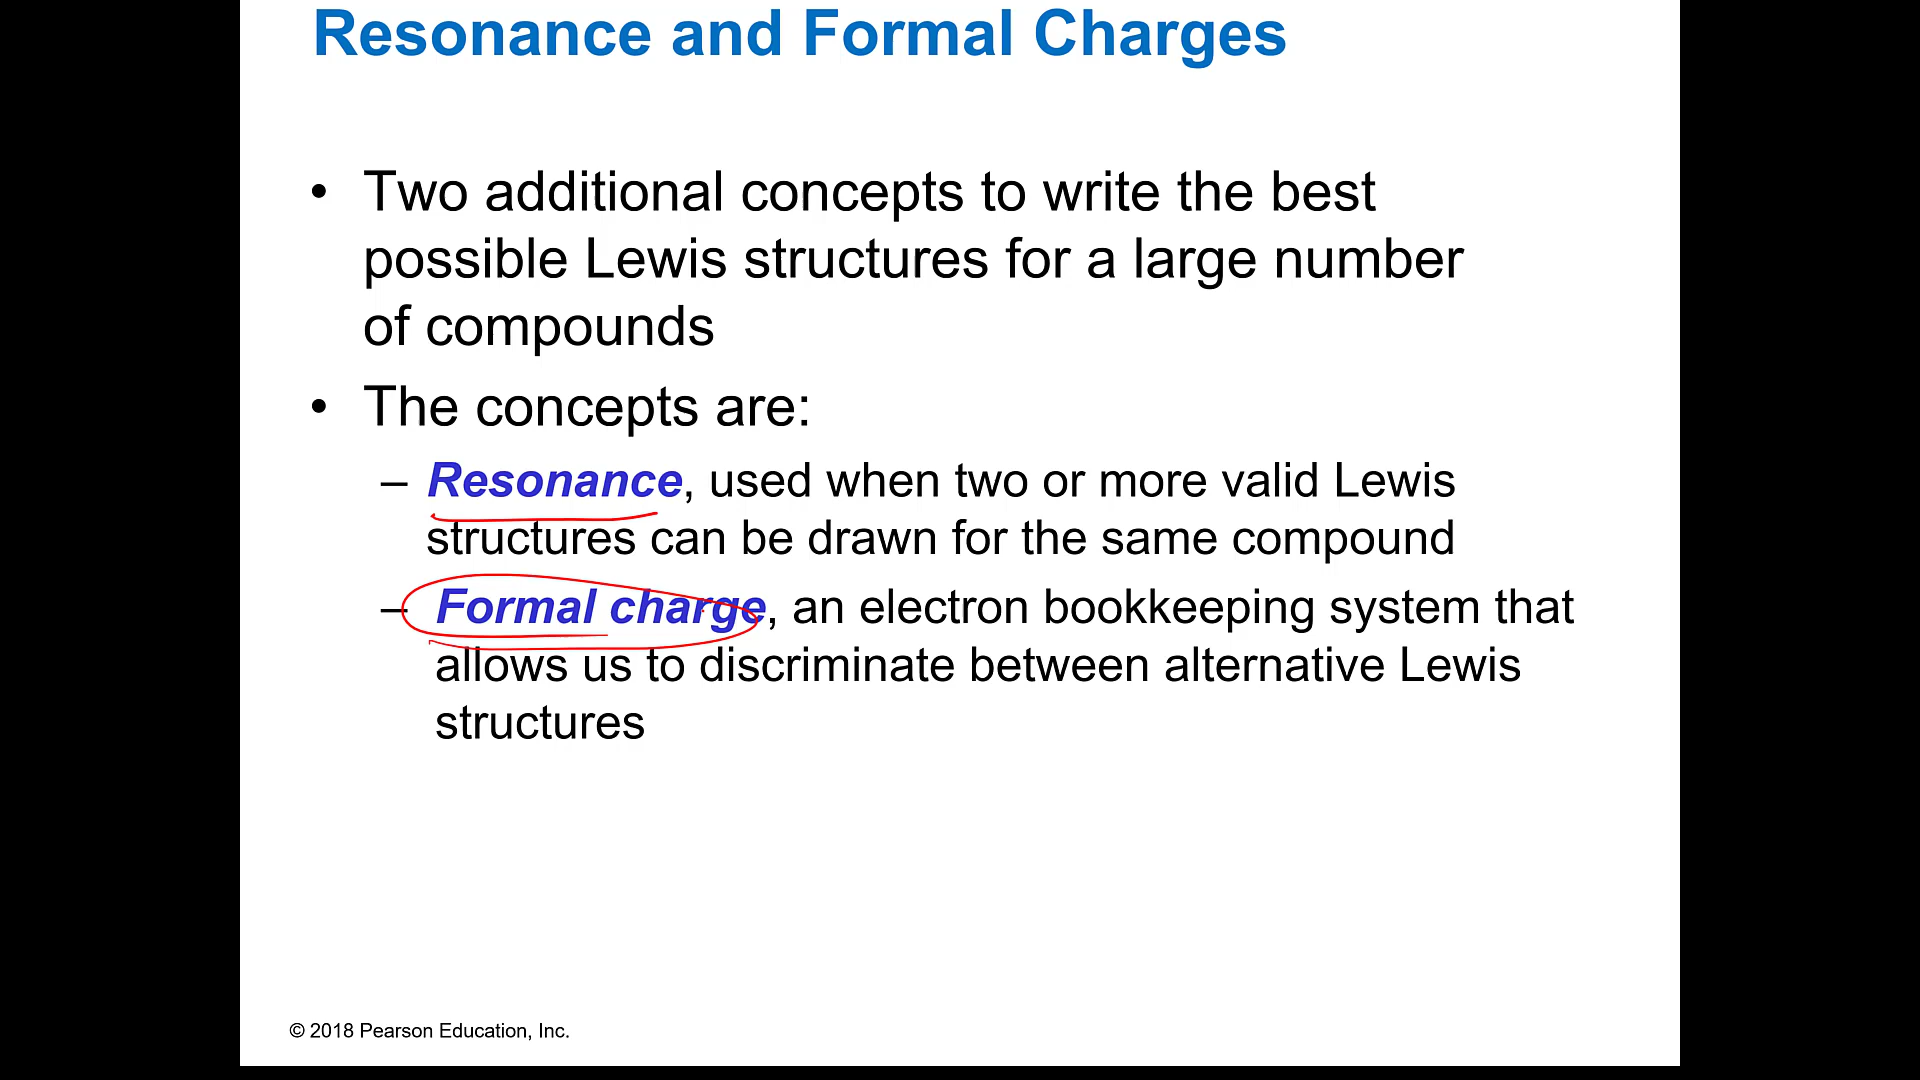 Resonance and Formal Charges
• Two additional concepts to write the best
possible Lewis structures for a large number
of compounds
• The concepts are:
– Resonance, used when two or more valid Lewis
structures can be drawn for the same compound
– Formal charge, an electron bookkeeping system that
allows us to discriminate between alternative Lewis
structures
© 2018 Pearson Education, Inc.